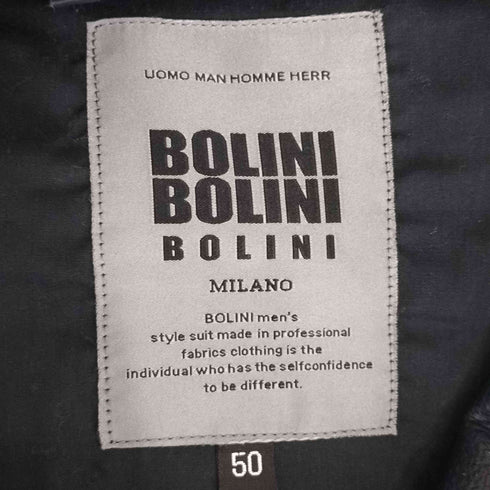 UOMO MAN HOMME HERR
BOLINI
BOLINI
BOLINI
MILANO
BOLINI men's
style suit made in professional
fabrics clothing is the
individual who has the selfconfidence
to be different.
50